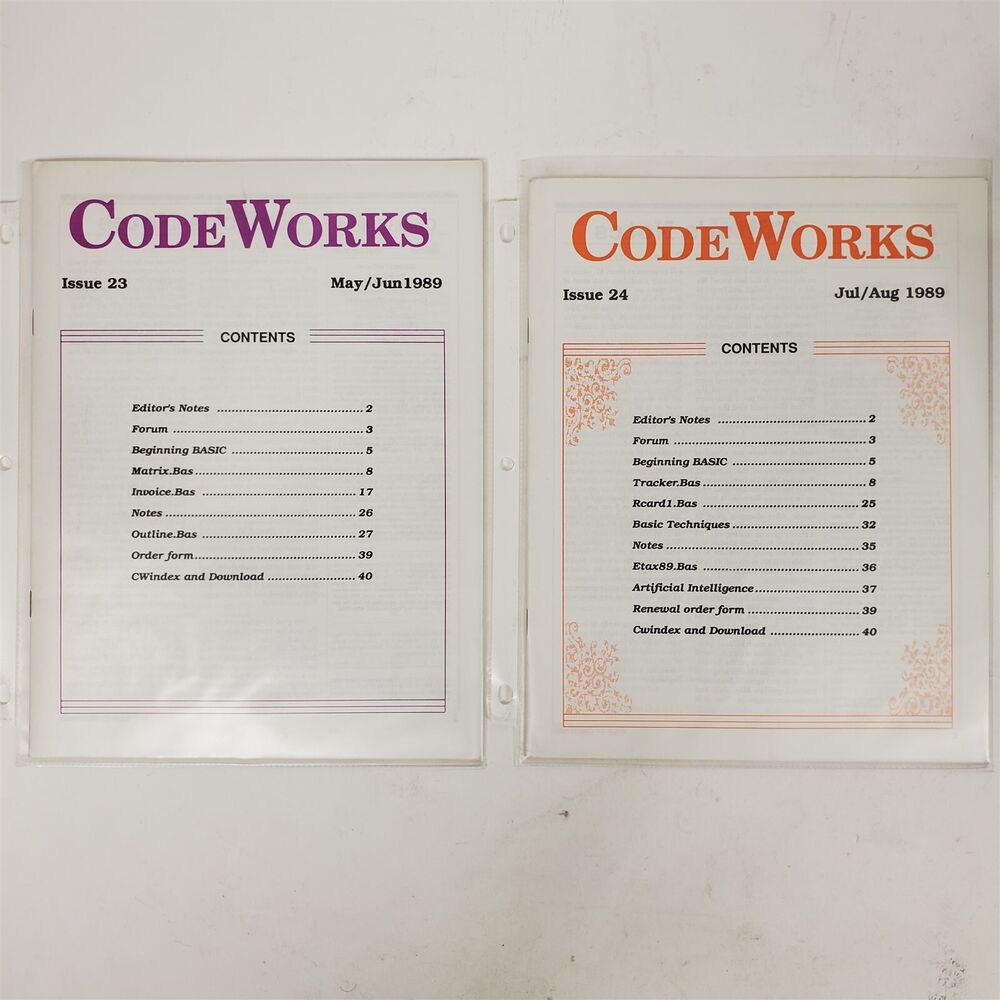 CODEWORKS
Issue 23 May/Jun1989
CONTENTS
Editor's Notes ........................................... 2
Forum ......................................................... 3
Beginning BASIC ....................................... 5
Matrix.Bas .................................................. 8
Invoice.Bas .............................................. 17
Notes ......................................................... 26
Outline.Bas .............................................. 27
Order form ................................................ 39
CWindex and Download .......................... 40
CODEWORKS
Issue 24 Jul/Aug 1989
CONTENTS
Editor's Notes ........................................... 2
Forum ......................................................... 3
Beginning BASIC ....................................... 5
Tracker.Bas ................................................ 8
Rcard1.Bas ............................................... 25
Basic Techniques ...................................... 32
Notes ......................................................... 35
Etax89.Bas ............................................... 36
Artificial Intelligence ............................... 37
Renewal order form .................................. 39
Cwindex and Download .......................... 40